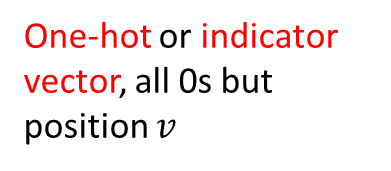 One-hot or indicator
vector, all 0s but
position 𝑣